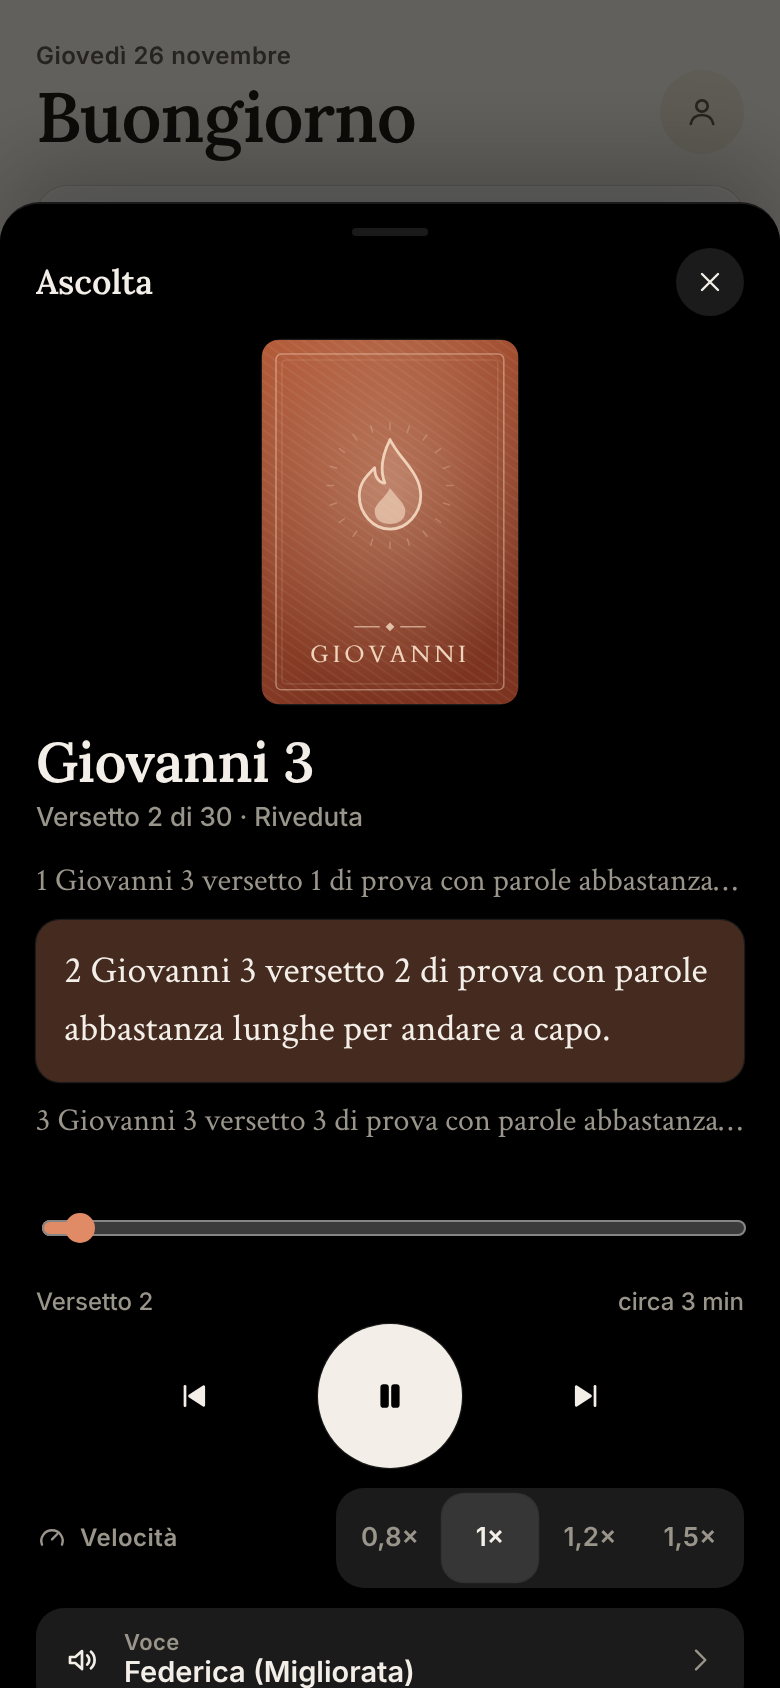 Giovedì 26 novembre
Buongiorno
Ascolta
GIOVANNI
Giovanni 3
Versetto 2 di 30 · Riveduta
1 Giovanni 3 versetto 1 di prova con parole abbastanza…
2 Giovanni 3 versetto 2 di prova con parole
abbastanza lunghe per andare a capo.
3 Giovanni 3 versetto 3 di prova con parole abbastanza…
Versetto 2
circa 3 min
Velocità
0,8×
1×
1,2×
1,5×
Voce
Federica (Migliorata)